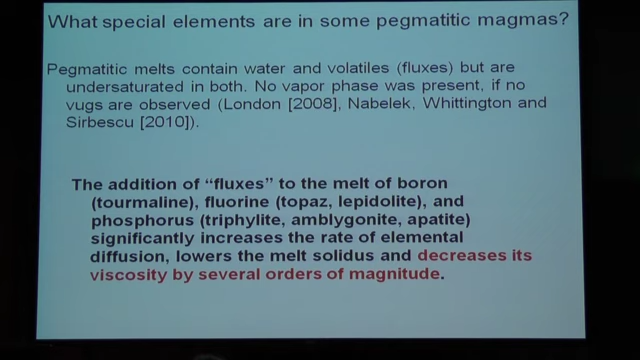 What special elements are in some pegmatitic magmas?
Pegmatitic melts contain water and volatiles (fluxes) but are
undersaturated in both. No vapor phase was present, if no
vugs are observed (London [2008], Nabelek, Whittington and
Sirbescu [2010]).
The addition of “fluxes” to the melt of boron
(tourmaline), fluorine (topaz, lepidolite), and
phosphorus (triphylite, amblygonite, apatite)
significantly increases the rate of elemental
diffusion, lowers the melt solidus and decreases its
viscosity by several orders of magnitude.